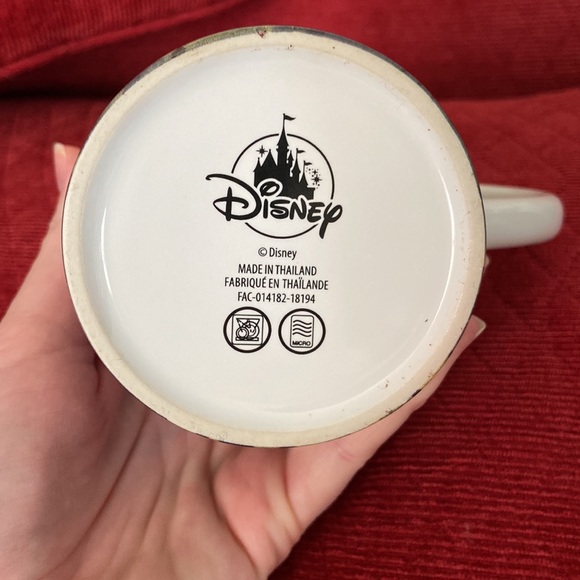 Disney
© Disney
MADE IN THAILAND
FABRIQUÉ EN THAÏLANDE
FAC-014182-18194
MICRO